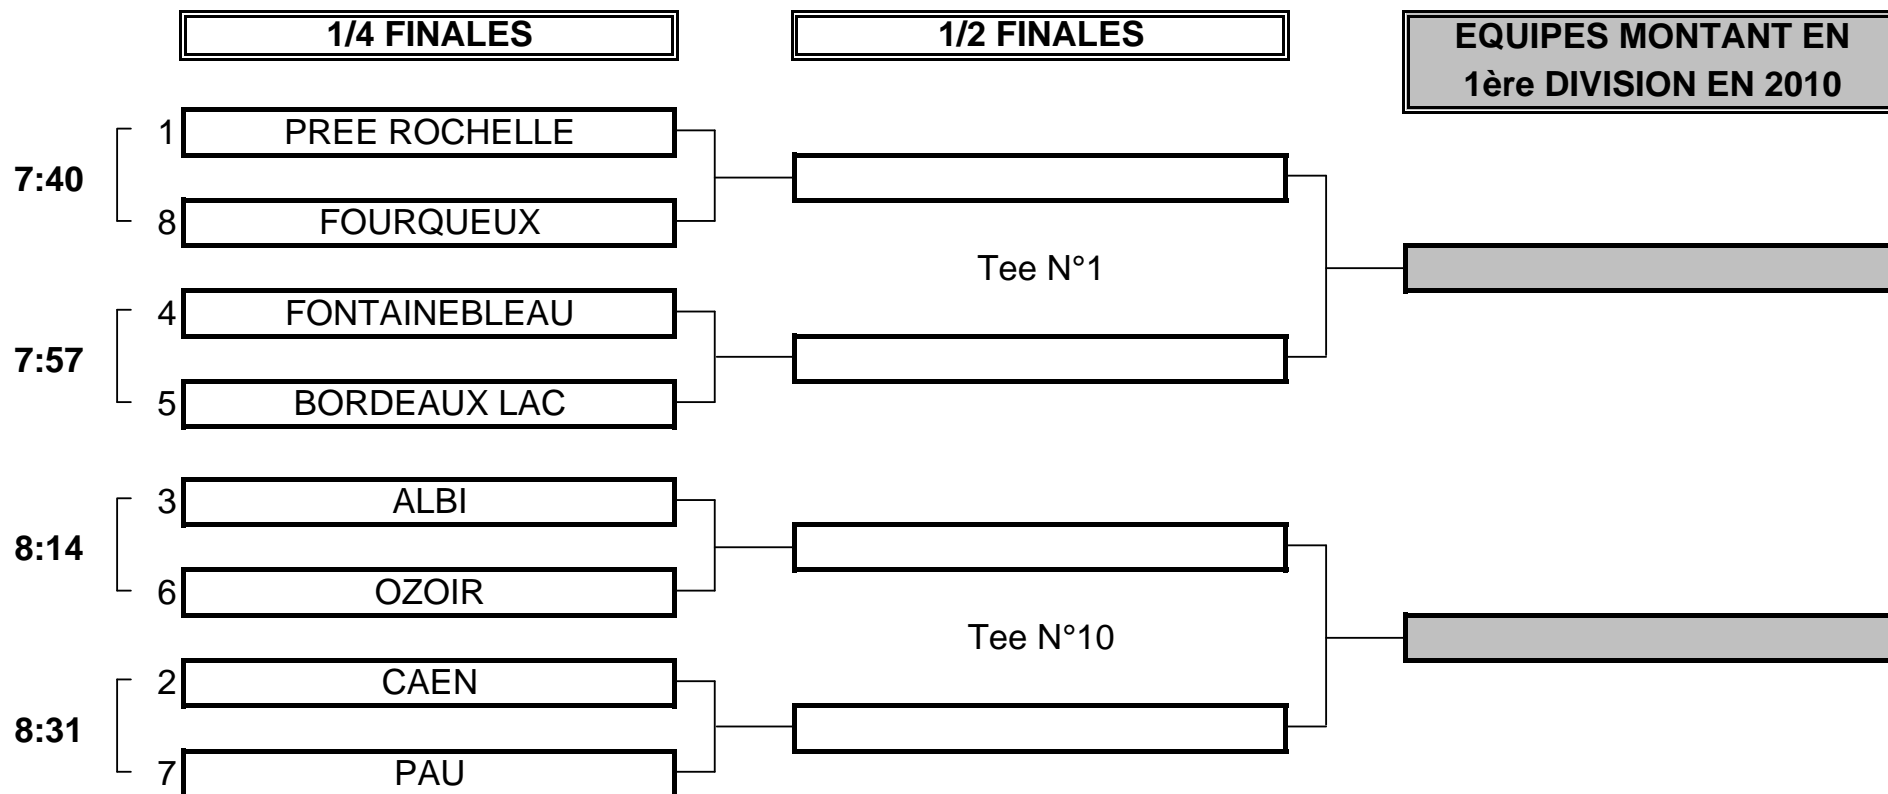 1/4 FINALES
1/2 FINALES
EQUIPES MONTANT EN
1ère DIVISION EN 2010
7:40
1 PREE ROCHELLE
8 FOURQUEUX
Tee N°1
7:57
4 FONTAINEBLEAU
5 BORDEAUX LAC
8:14
3 ALBI
6 OZOIR
Tee N°10
8:31
2 CAEN
7 PAU